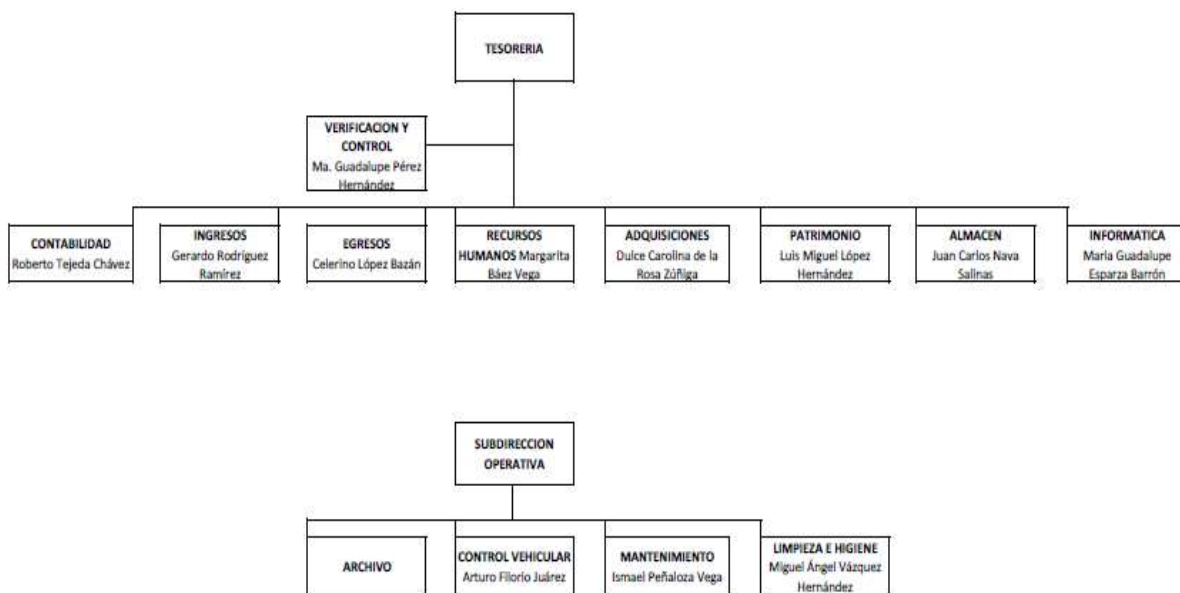 TESORERIA
VERIFICACION Y
CONTROL
Ma. Guadalupe Pérez
Hernández
CONTABILIDAD
Roberto Tejeda Chávez
INGRESOS
Gerardo Rodríguez
Ramírez
EGRESOS
Celerino López Bazán
RECURSOS
HUMANOS Margarita
Báez Vega
ADQUISICIONES
Dulce Carolina de la
Rosa Zúñiga
PATRIMONIO
Luis Miguel López
Hernández
ALMACEN
Juan Carlos Nava
Salinas
INFORMATICA
María Guadalupe
Esparza Barrón
SUBDIRECCION
OPERATIVA
ARCHIVO
CONTROL VEHICULAR
Arturo Filorio Juárez
MANTENIMIENTO
Ismael Peñaloza Vega
LIMPIEZA E HIGIENE
Miguel Ángel Vázquez
Hernández